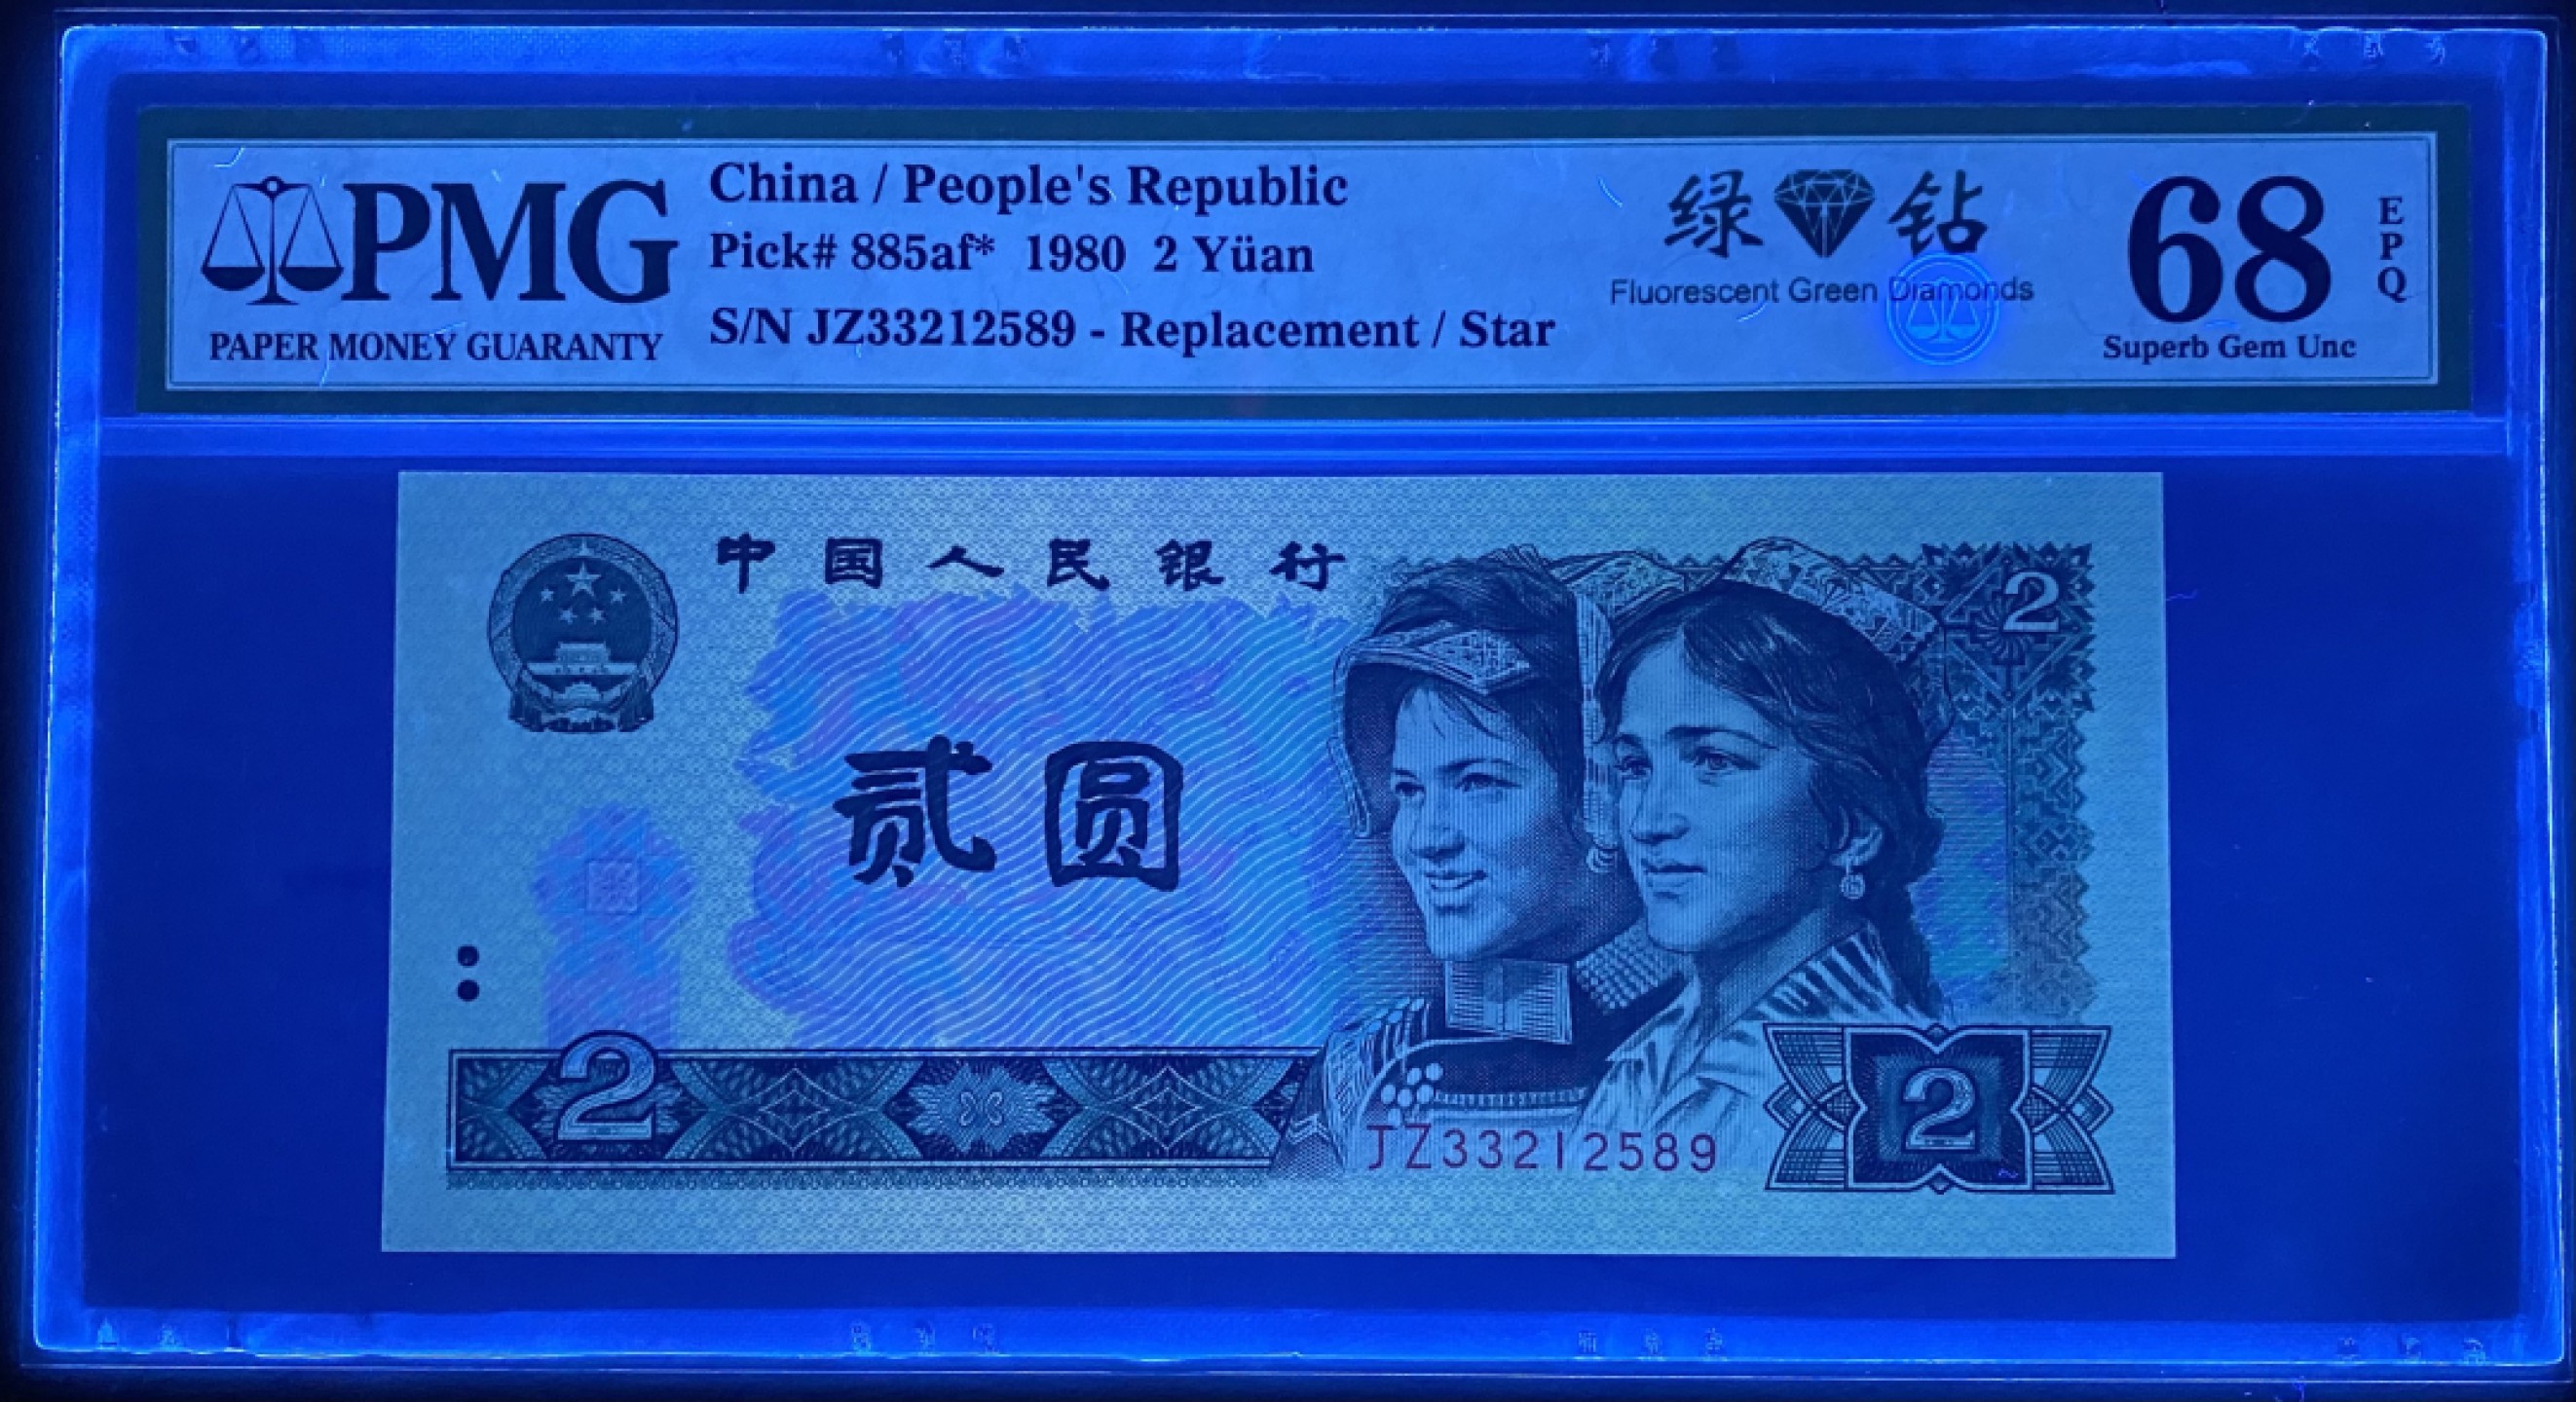 PMG
PAPER MONEY GUARANTY
China / People's Republic
Pick# 885af* 1980 2 Yüan
S/N JZ33212589 - Replacement / Star
绿 钻
Fluorescent Green Diamonds
68
EPQ
Superb Gem Unc
中国人民银行
2
贰圆
2
2
JZ33212589